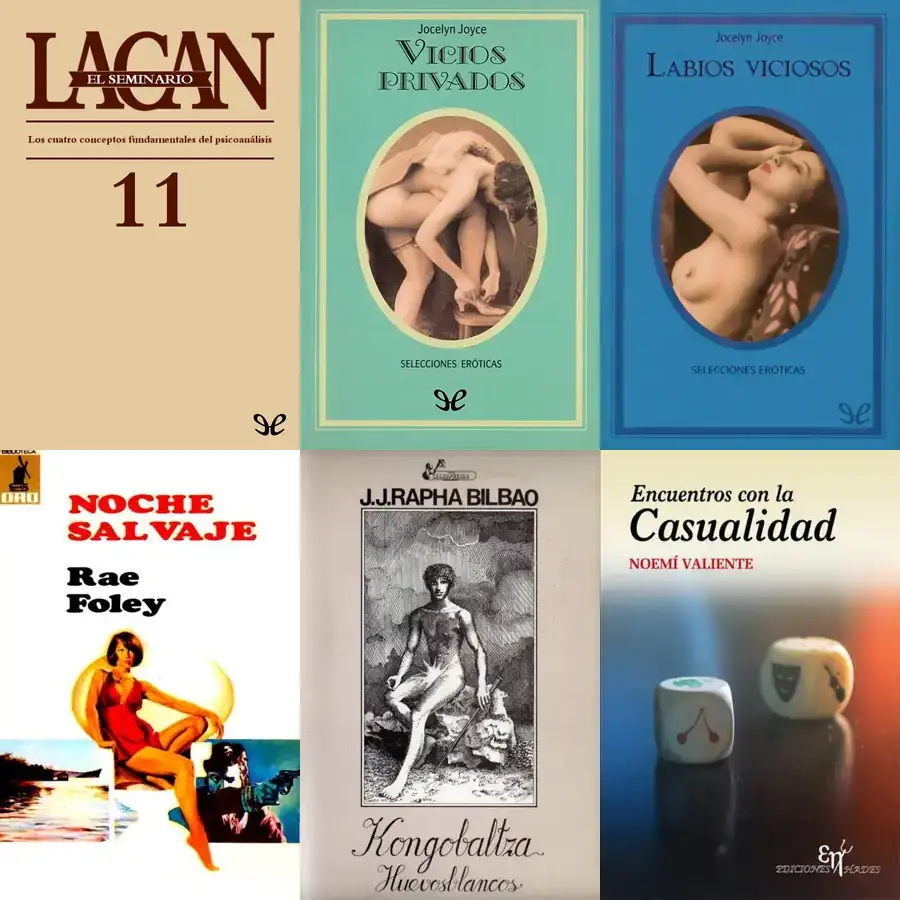 LACAN
EL SEMINARIO
Los cuatro conceptos fundamentales del psicoanálisis
11
Jocelyn Joyce
VICIOS
PRIVADOS
SELECCIONES ERÓTICAS
Jocelyn Joyce
LABIOS VICIOSOS
SELECCIONES ERÓTICAS
BIBLIOTECA
ORO
NOCHE
SALVAJE
Rae
Foley
J.J.RAPHA BILBAO
Kongobaltza
Huevosblancos
Encuentros con la
Casualidad
NOEMÍ VALIENTE
EDICIONES HADES